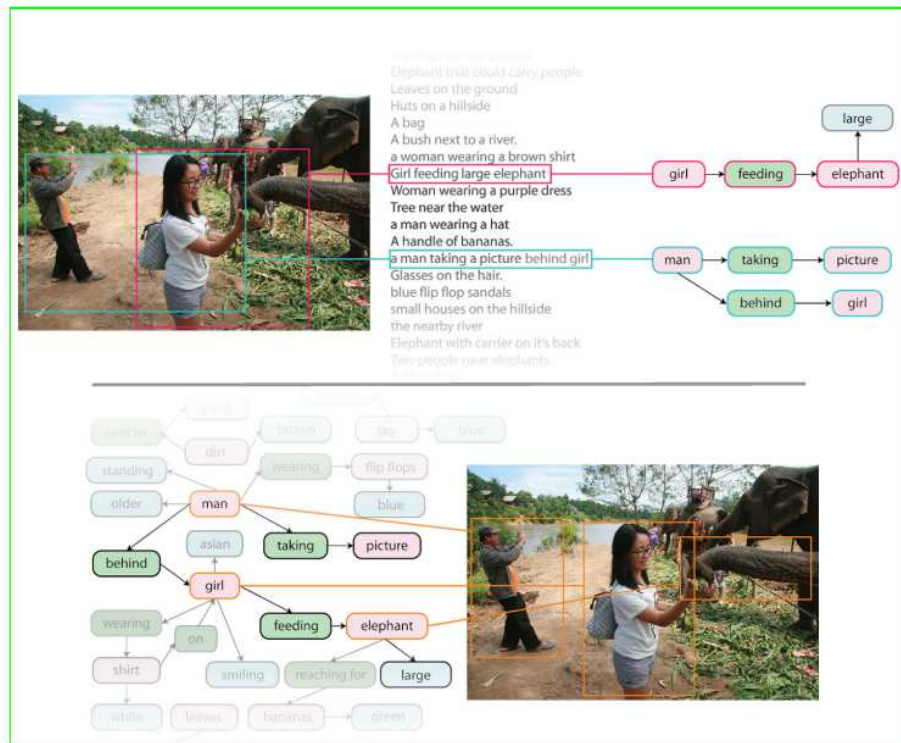 Elephant that could carry people
Leaves on the ground
Huts on a hillside
A bag
A bush next to a river.
a woman wearing a brown shirt
Girl feeding large elephant
Woman wearing a purple dress
Tree near the water
a man wearing a hat
A handle of bananas.
a man taking a picture behind girl
Glasses on the hair.
blue flip flop sandals
small houses on the hillside
the nearby river
Elephant with carrier on it's back
Two people near elephants
large
girl feeding elephant
man taking picture
behind girl
next to brown sky blue
dirt
standing wearing flip flops
older man blue
asian taking picture
behind
girl
wearing feeding elephant
on
shirt smiling reaching for large
white leaves bananas green